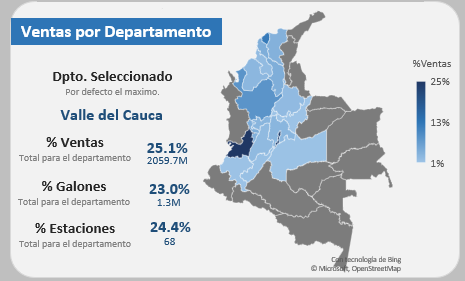 Ventas por Departamento
Dpto. Seleccionado
Por defecto el maximo.
Valle del Cauca
% Ventas 25.1%
Total para el departamento 2059.7M
% Galones 23.0%
Total para el departamento 1.3M
% Estaciones 24.4%
Total para el departamento 68
%Ventas
25%
13%
1%
Con tecnología de Bing
© Microsoft, OpenStreetMap